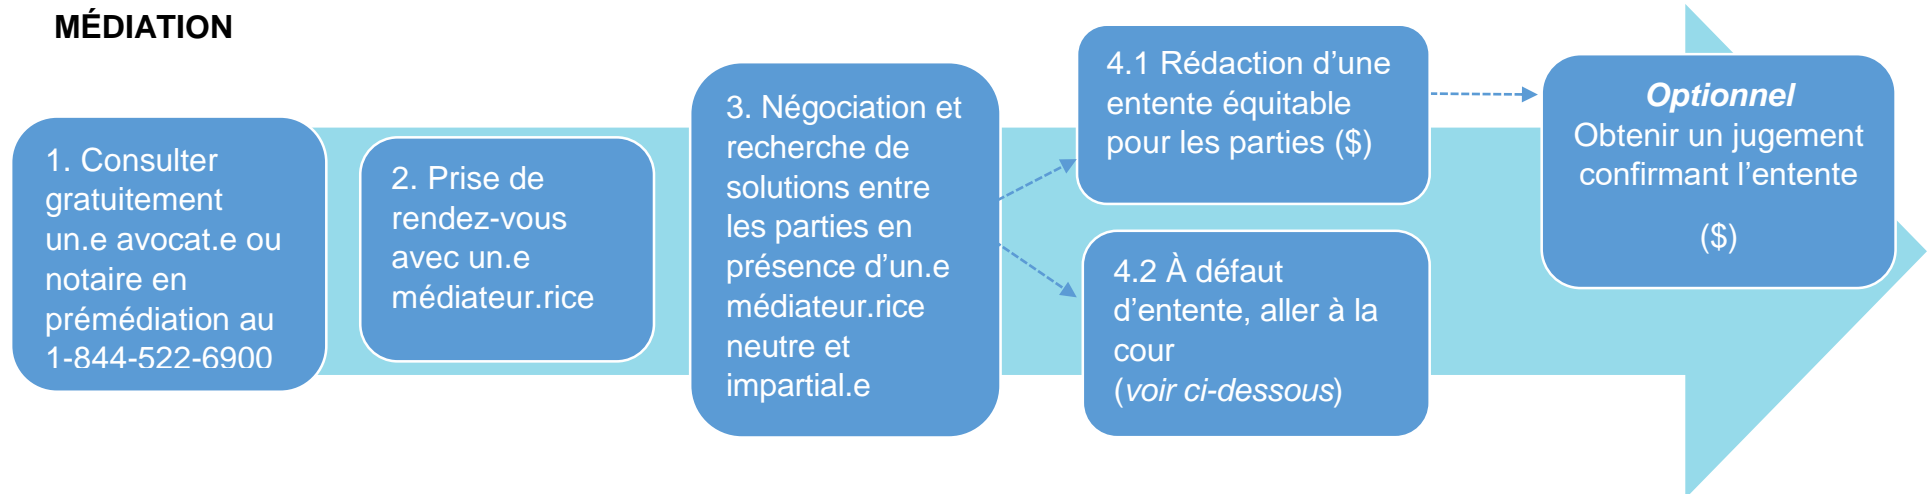 MÉDIATION
1. Consulter
gratuitement
un.e avocat.e ou
notaire en
prémédiation au
1-844-522-6900
2. Prise de
rendez-vous
avec un.e
médiateur.rice
3. Négociation et
recherche de
solutions entre
les parties en
présence d’un.e
médiateur.rice
neutre et
impartial.e
4.1 Rédaction d’une
entente équitable
pour les parties ($)
4.2 À défaut
d’entente, aller à la
cour
(voir ci-dessous)
Optionnel
Obtenir un jugement
confirmant l’entente
($)